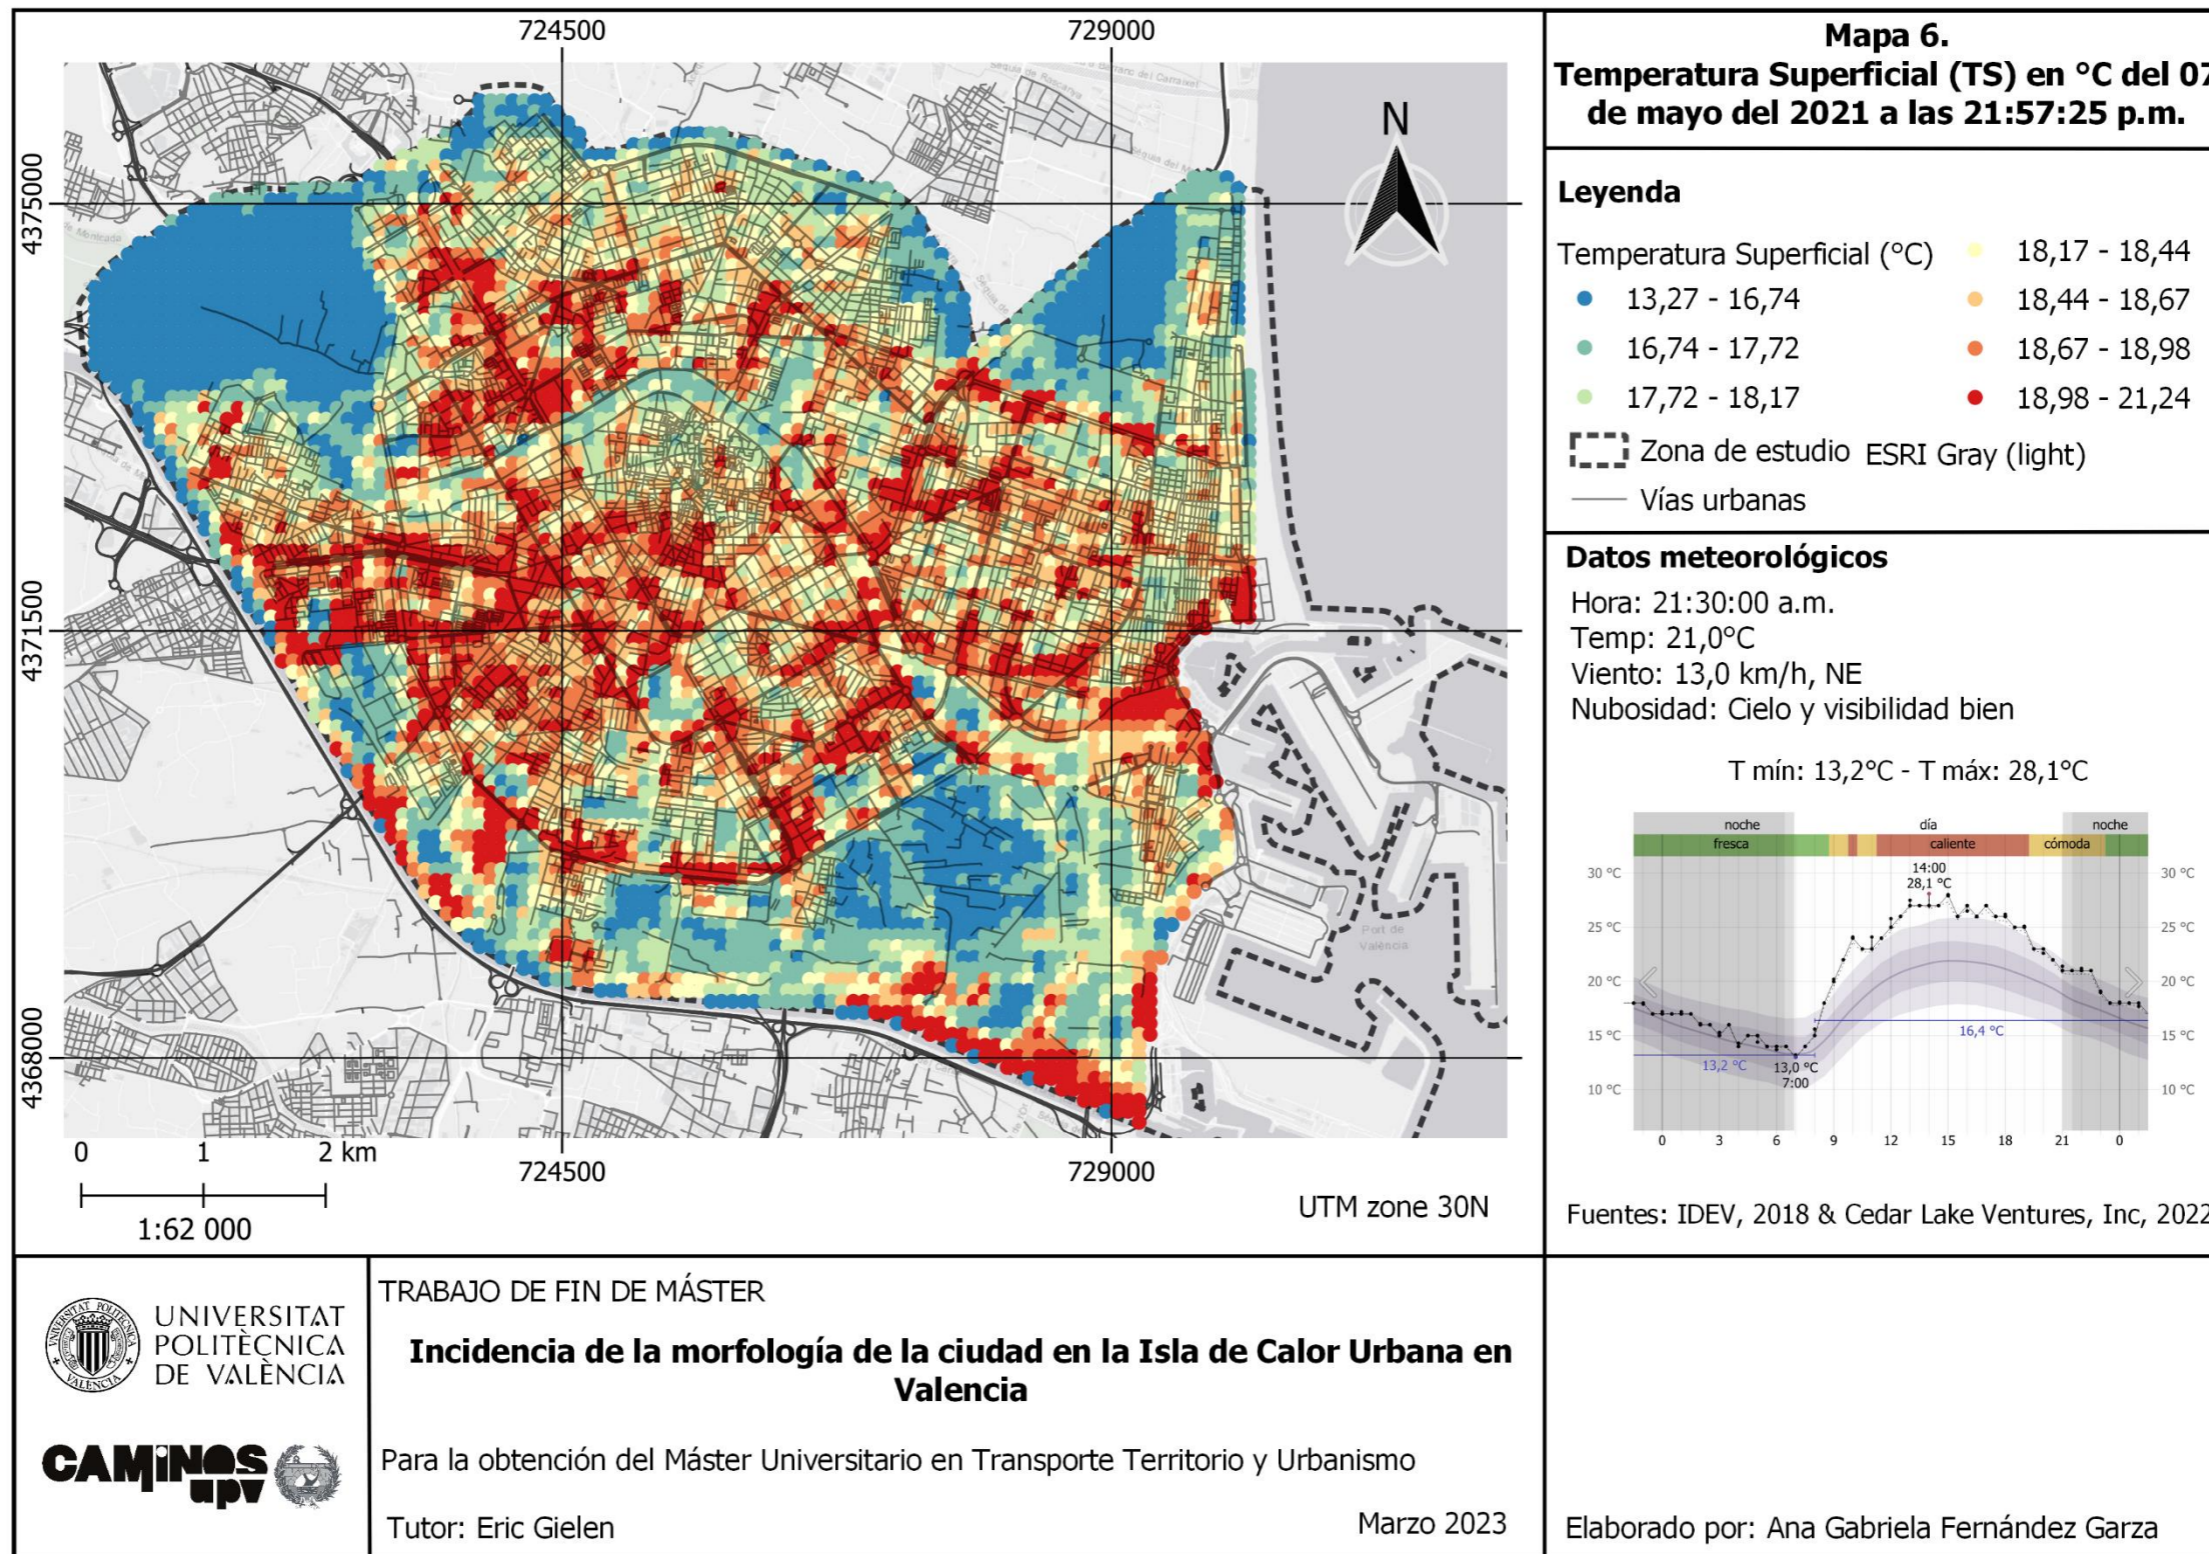 724500
729000
4375000
4371500
4368000
N
Port de
València
0 1 2 km
1:62 000
724500
729000
UTM zone 30N
Mapa 6.
Temperatura Superficial (TS) en °C del 07
de mayo del 2021 a las 21:57:25 p.m.
Leyenda
Temperatura Superficial (°C)
13,27 - 16,74
16,74 - 17,72
17,72 - 18,17
18,17 - 18,44
18,44 - 18,67
18,67 - 18,98
18,98 - 21,24
Zona de estudio
ESRI Gray (light)
Vías urbanas
Datos meteorológicos
Hora: 21:30:00 a.m.
Temp: 21,0°C
Viento: 13,0 km/h, NE
Nubosidad: Cielo y visibilidad bien
T mín: 13,2°C - T máx: 28,1°C
noche día noche
fresca caliente cómoda
30 °C 30 °C
25 °C 25 °C
20 °C 20 °C
15 °C 15 °C
10 °C 10 °C
14:00
28,1 °C
16,4 °C
13,2 °C
13,0 °C
7:00
0 3 6 9 12 15 18 21 0
Fuentes: IDEV, 2018 & Cedar Lake Ventures, Inc, 2022
UNIVERSITAT
POLITÈCNICA
DE VALÈNCIA
CAMiNOS
upv
TRABAJO DE FIN DE MÁSTER
Incidencia de la morfología de la ciudad en la Isla de Calor Urbana en
Valencia
Para la obtención del Máster Universitario en Transporte Territorio y Urbanismo
Tutor: Eric Gielen
Marzo 2023
Elaborado por: Ana Gabriela Fernández Garza